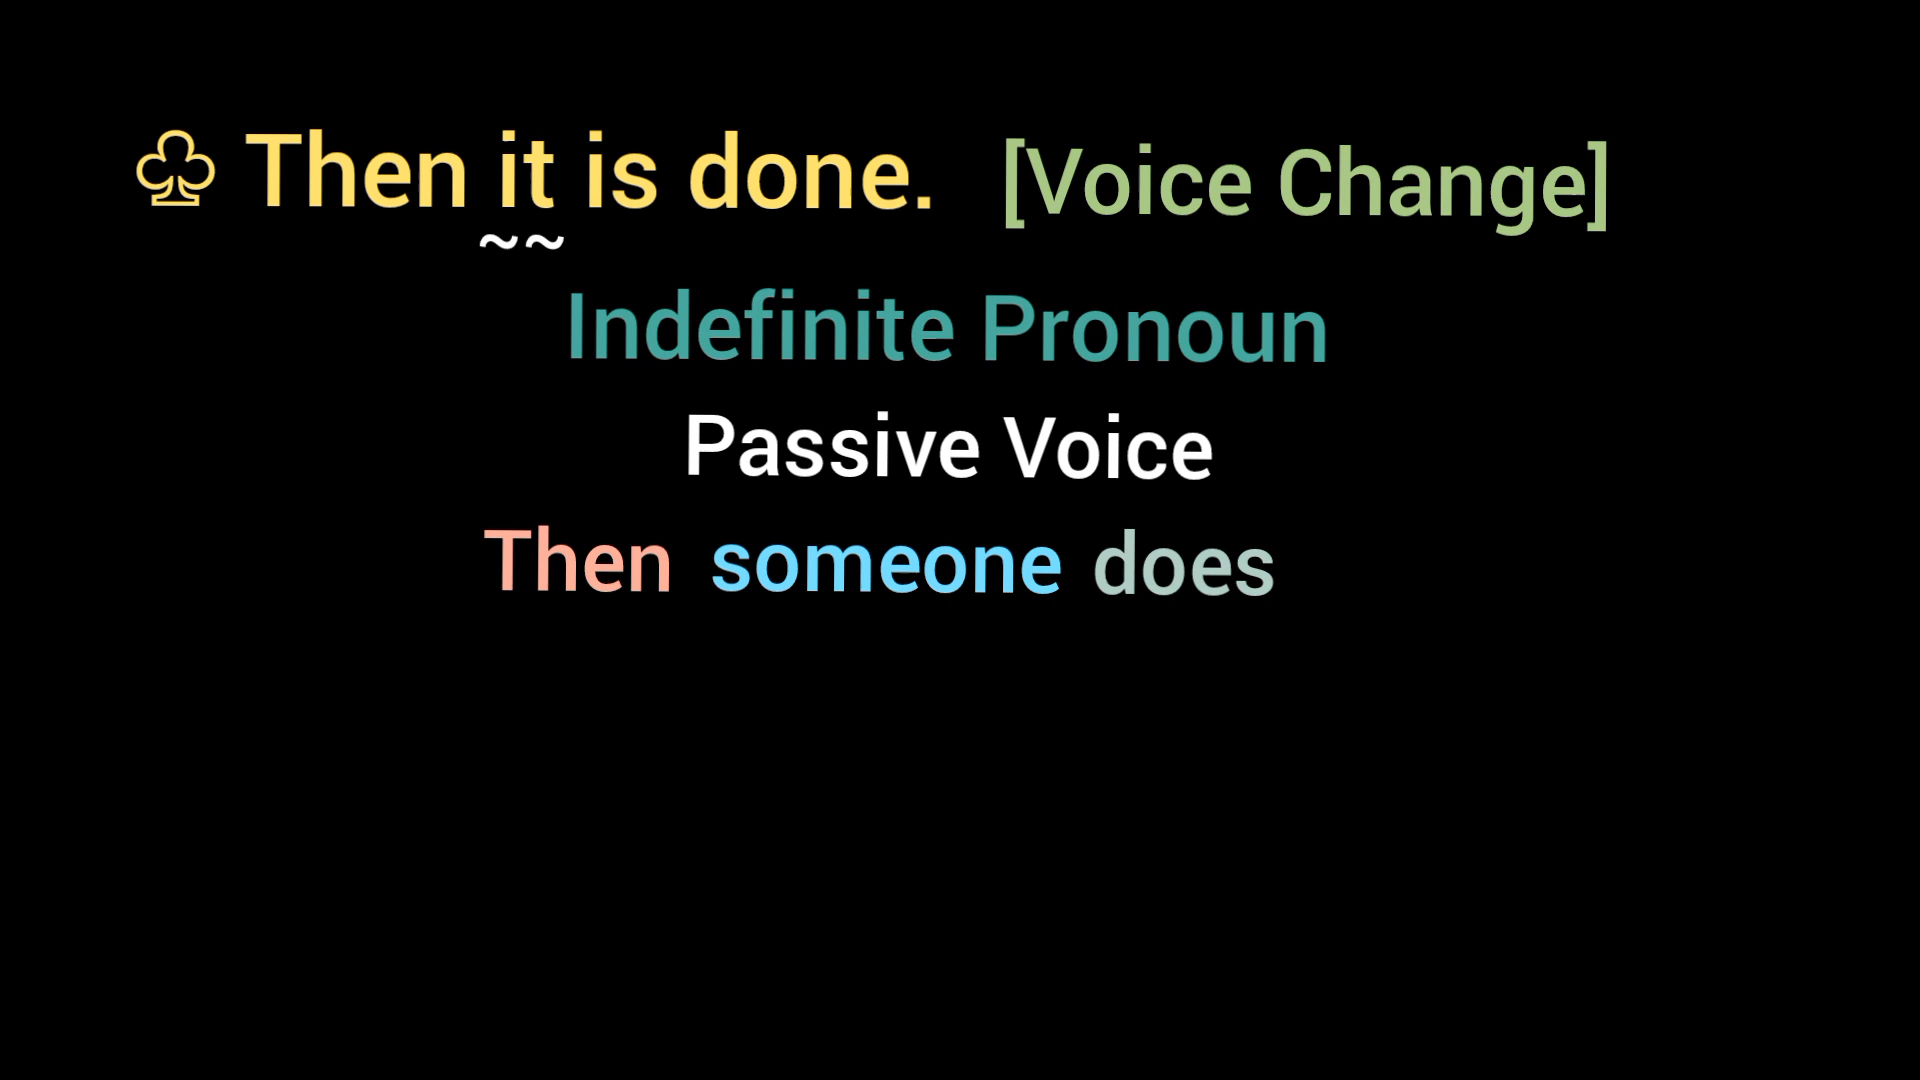 ♧ Then it is done. [Voice Change]
~~
Indefinite Pronoun
Passive Voice
Then someone does